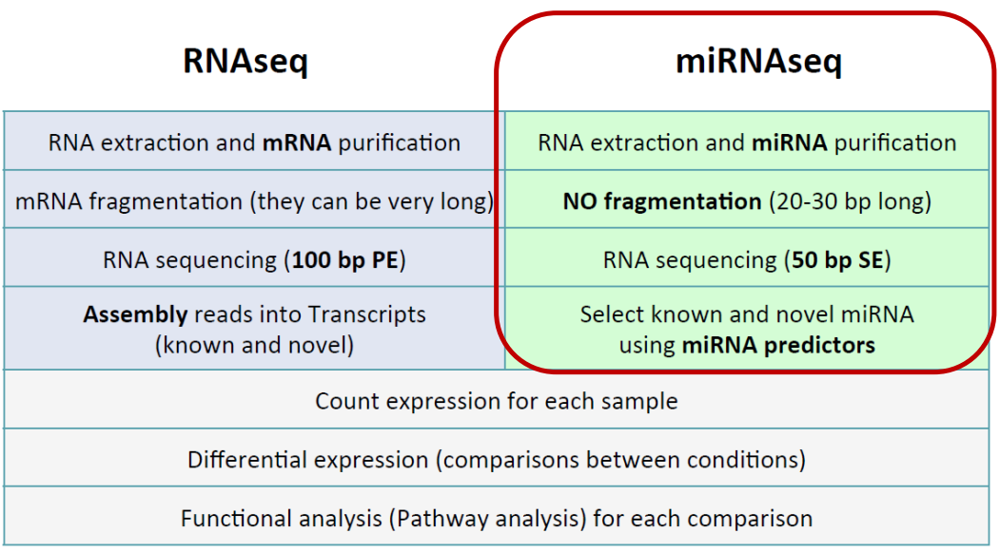 RNAseq miRNAseq
RNA extraction and mRNA purification RNA extraction and miRNA purification
mRNA fragmentation (they can be very long) NO fragmentation (20-30 bp long)
RNA sequencing (100 bp PE) RNA sequencing (50 bp SE)
Assembly reads into Transcripts
(known and novel)
Select known and novel miRNA
using miRNA predictors
Count expression for each sample
Differential expression (comparisons between conditions)
Functional analysis (Pathway analysis) for each comparison